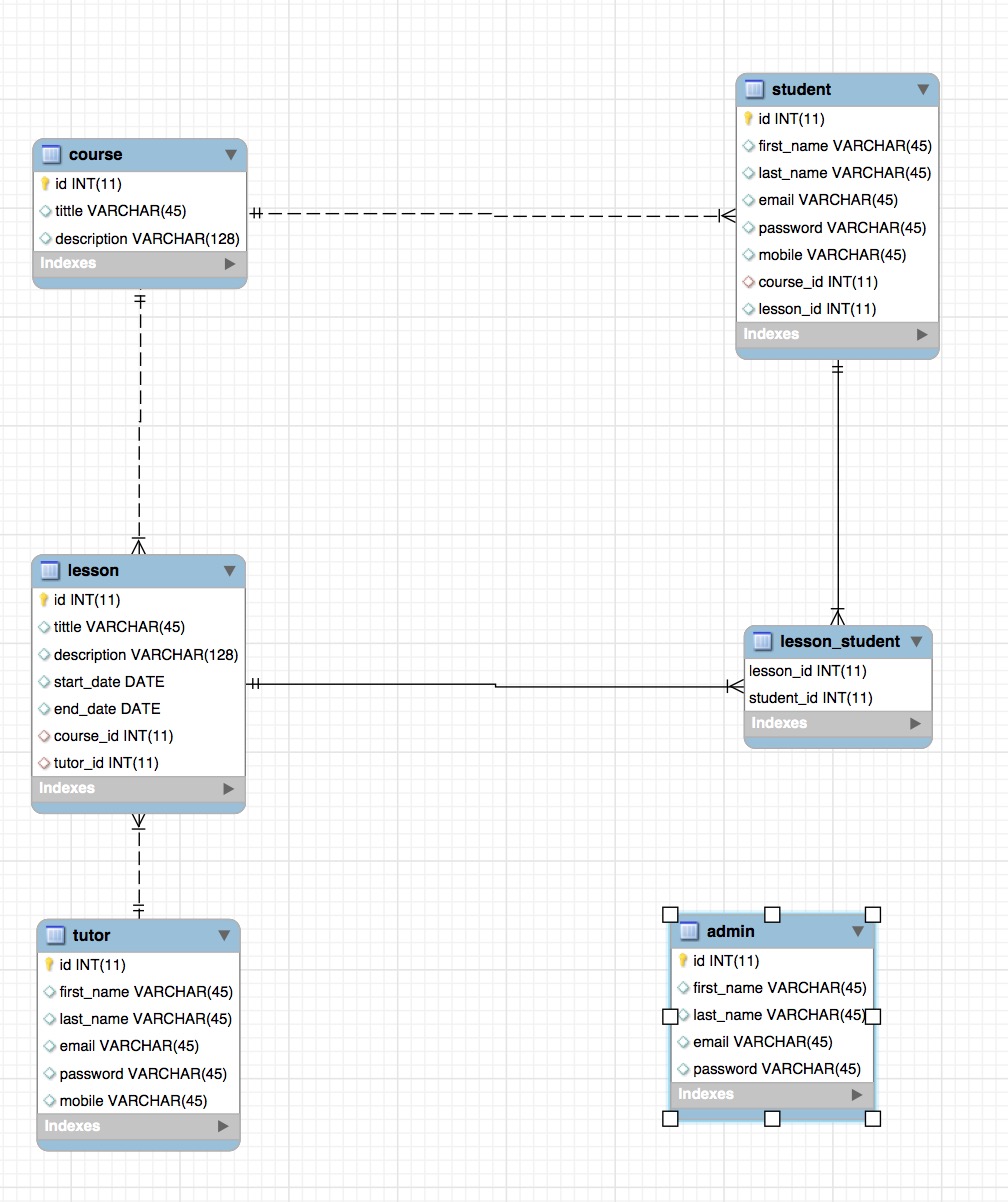 course
id INT(11)
tittle VARCHAR(45)
description VARCHAR(128)
Indexes
student
id INT(11)
first_name VARCHAR(45)
last_name VARCHAR(45)
email VARCHAR(45)
password VARCHAR(45)
mobile VARCHAR(45)
course_id INT(11)
lesson_id INT(11)
Indexes
lesson
id INT(11)
tittle VARCHAR(45)
description VARCHAR(128)
start_date DATE
end_date DATE
course_id INT(11)
tutor_id INT(11)
Indexes
lesson_student
lesson_id INT(11)
student_id INT(11)
Indexes
tutor
id INT(11)
first_name VARCHAR(45)
last_name VARCHAR(45)
email VARCHAR(45)
password VARCHAR(45)
mobile VARCHAR(45)
Indexes
admin
id INT(11)
first_name VARCHAR(45)
last_name VARCHAR(45)
email VARCHAR(45)
password VARCHAR(45)
Indexes